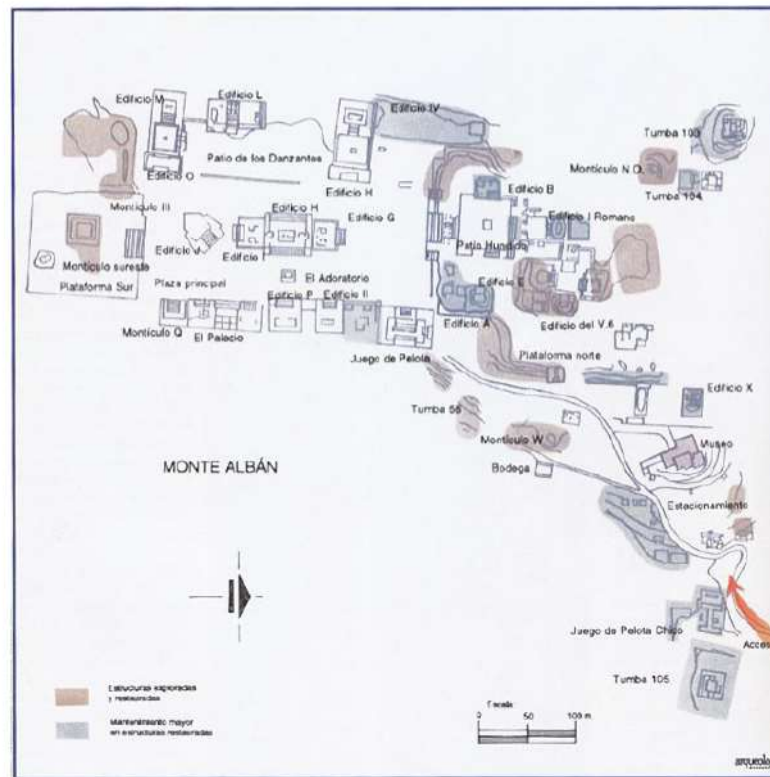 Edificio M
Edificio L
Edificio IV
Tumba 103
Patio de los Danzantes
Montículo N.O.
Edificio O
Edificio H
Edificio B
Tumba 104
Montículo III
Edificio H
Edificio G
Edificio J Romano
Edificio J
Edificio I
Patio Hundido
Montículo sureste
El Adoratorio
Edificio E
Plataforma Sur
Plaza principal
Edificio P
Edificio II
Montículo Q
El Palacio
Edificio A
Edificio del V.6
Juego de Pelota
Plataforma norte
Edificio X
Tumba 56
Montículo W
Museo
MONTE ALBÁN
Bodega
Estacionamiento
Juego de Pelota Chico
Acces
Tumba 105
Estructuras exploradas
y restauradas
Mantenimiento mayor
en estructuras restauradas
Escala
0 50 100 m.
arqueolo